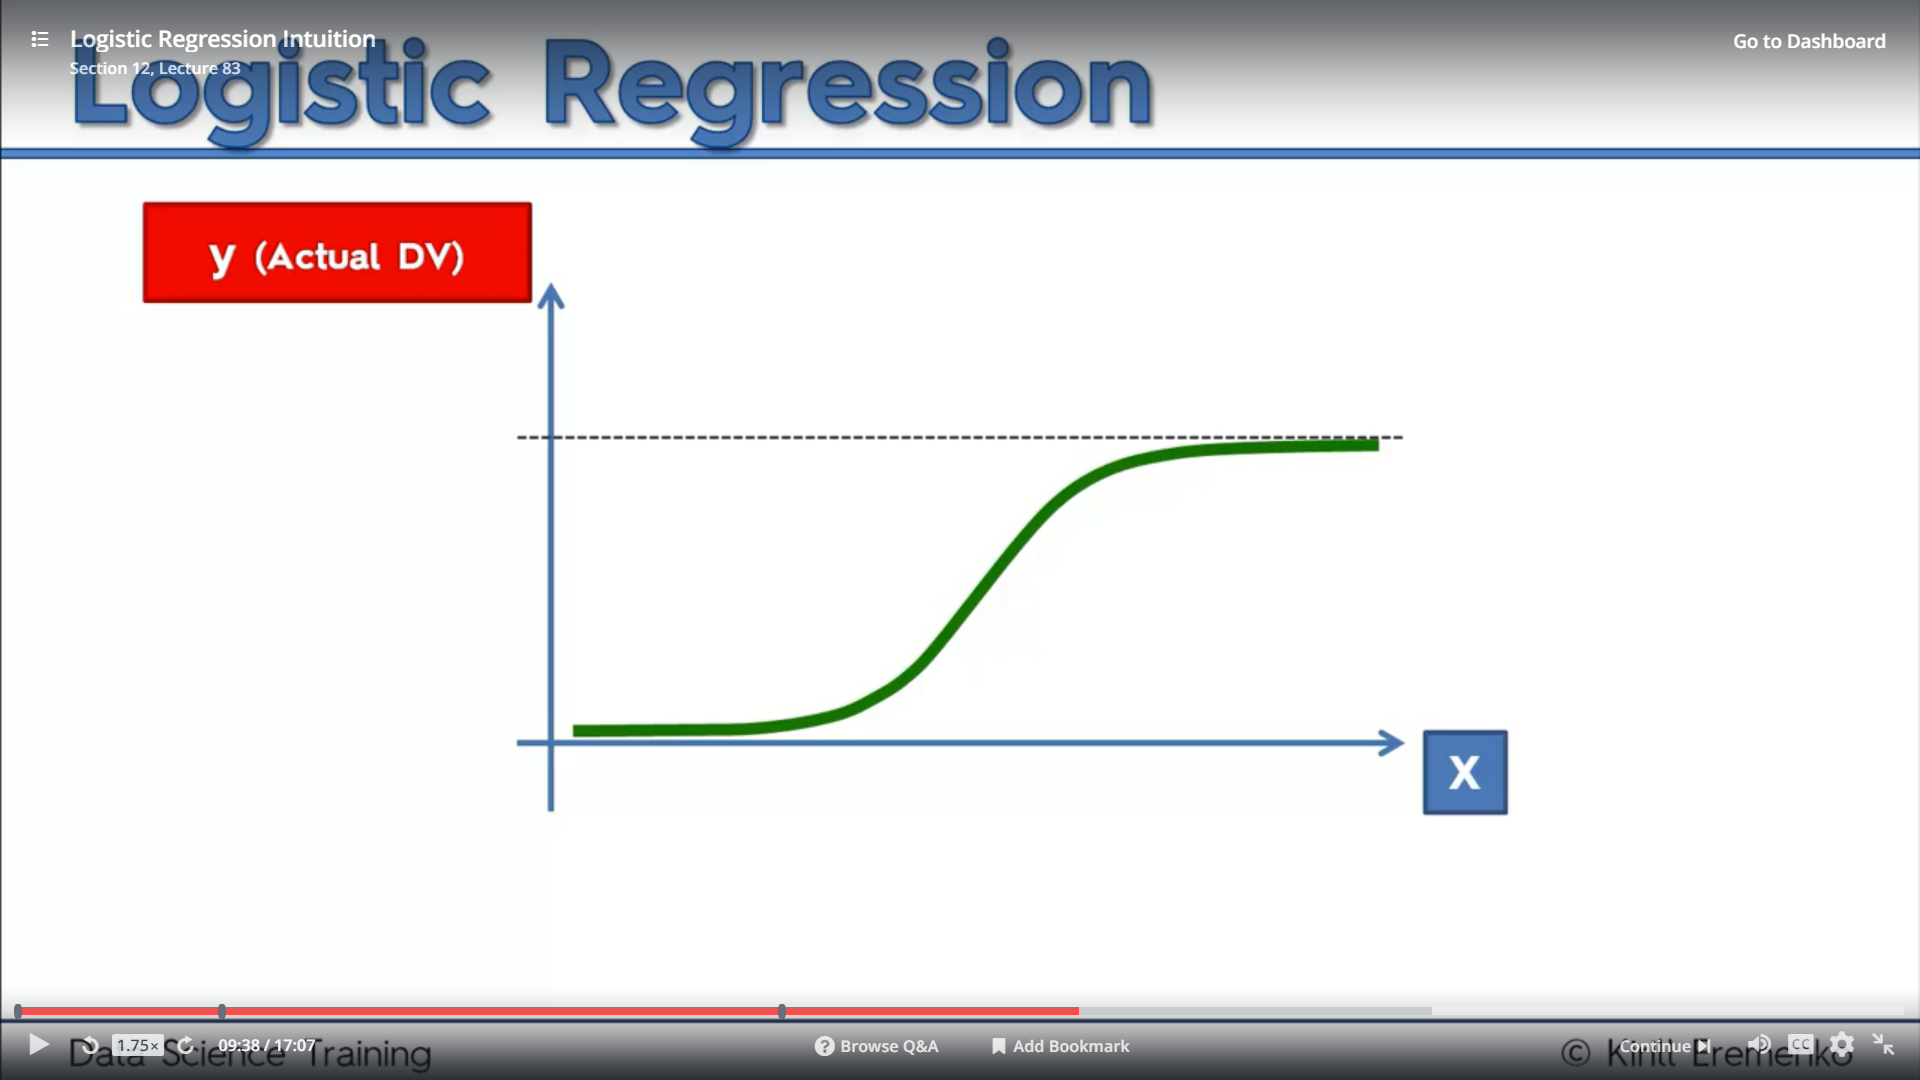 Logistic Regression Intuition
Go to Dashboard
Section 12, Lecture 83
Logistic Regression
y (Actual DV)
X
1.75×
09:38 / 17:07
Browse Q&A
Add Bookmark
Continue
CC
Data Science Training
© Kirill Eremenko